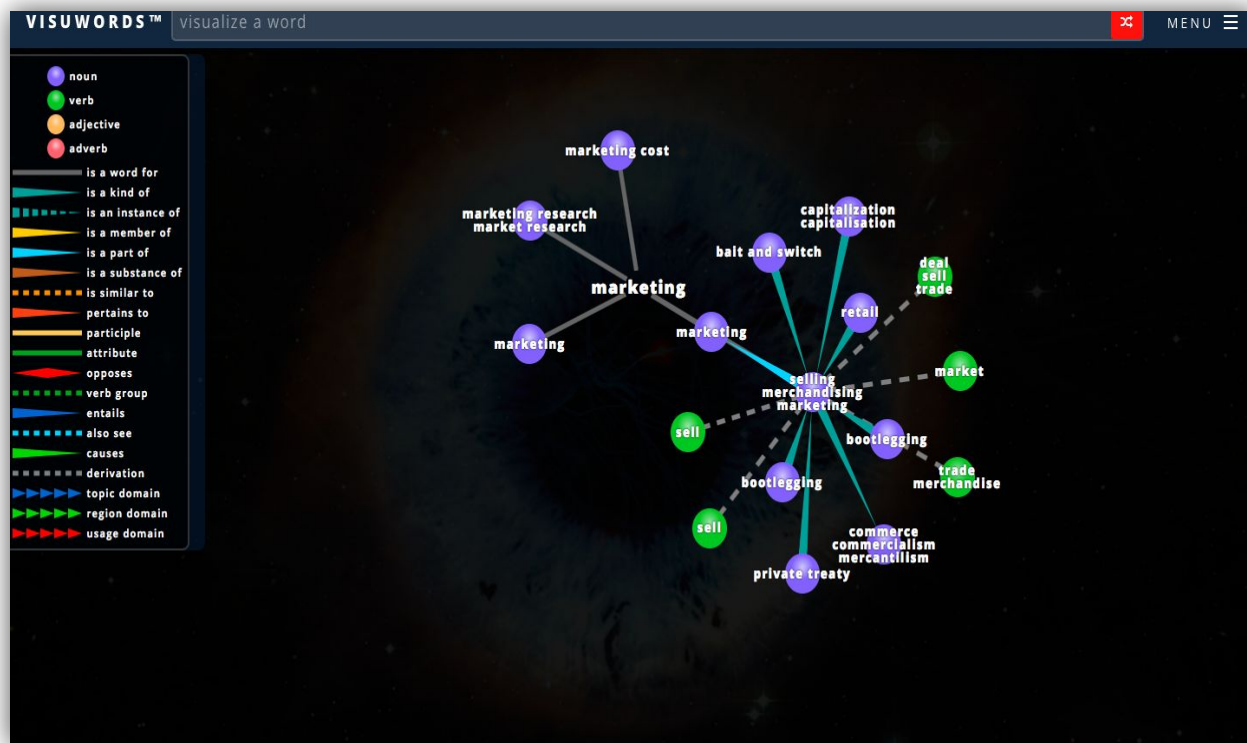 VISUWORDS™ visualize a word MENU
noun
verb
adjective
adverb
is a word for
is a kind of
is an instance of
is a member of
is a part of
is a substance of
is similar to
pertains to
participle
attribute
opposes
verb group
entails
also see
causes
derivation
topic domain
region domain
usage domain
marketing cost
marketing research
market research
marketing
marketing
marketing
capitalization
capitalisation
bait and switch
deal
sell
trade
retail
market
selling
merchandising
marketing
sell
bootlegging
trade
merchandise
bootlegging
sell
commerce
commercialism
mercantilism
private treaty